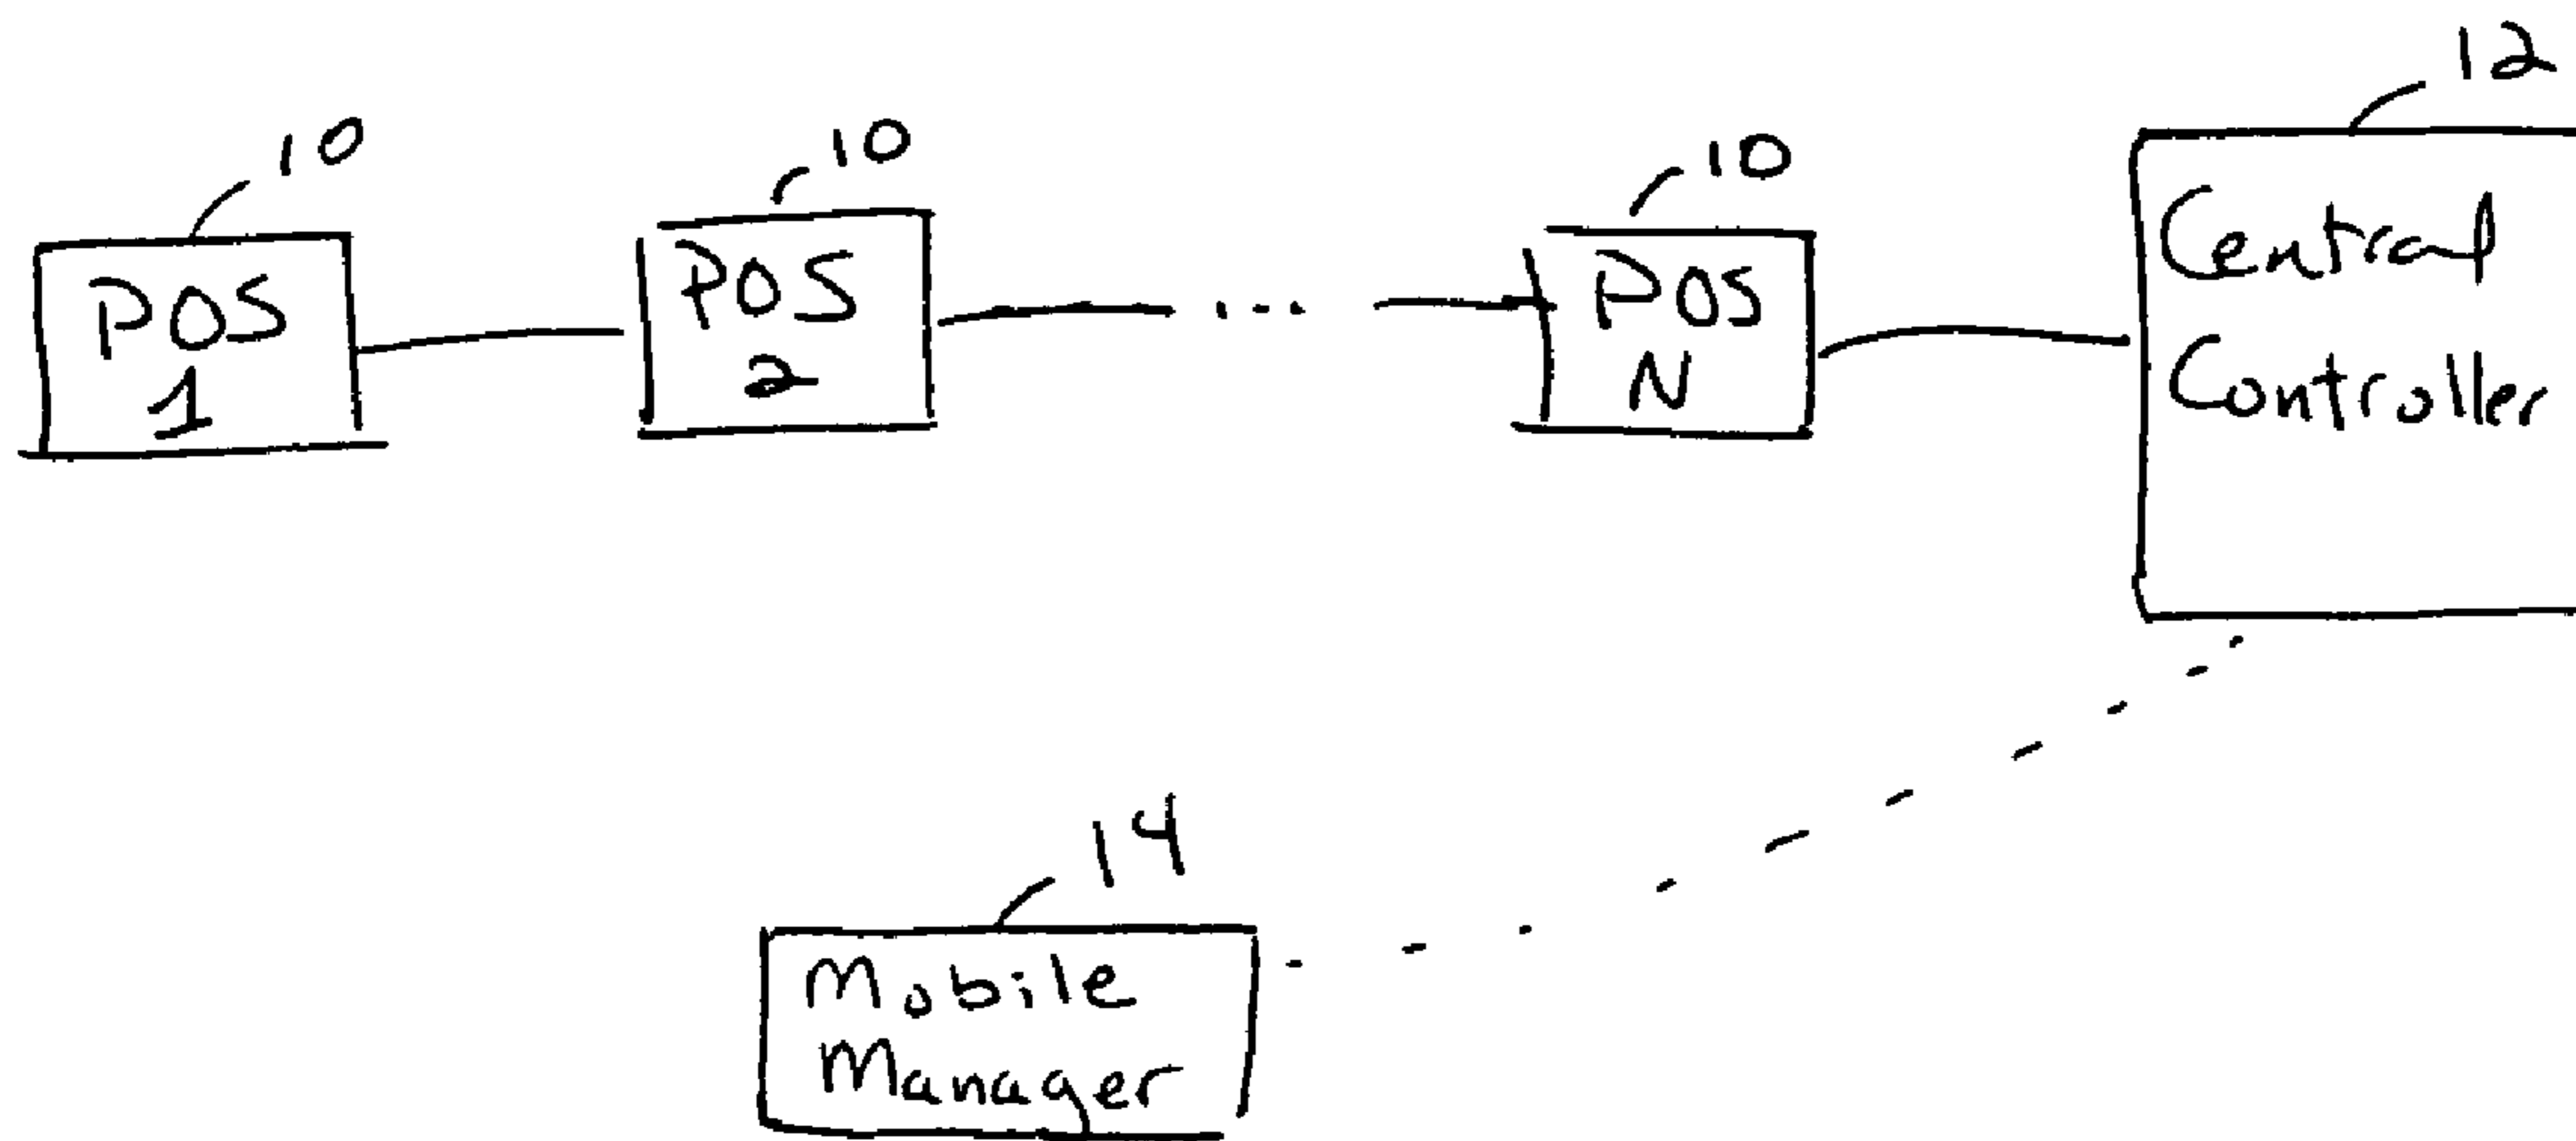 12
10
10
10
POS
1
POS
2
...
POS
N
Central
Controller
14
Mobile
Manager